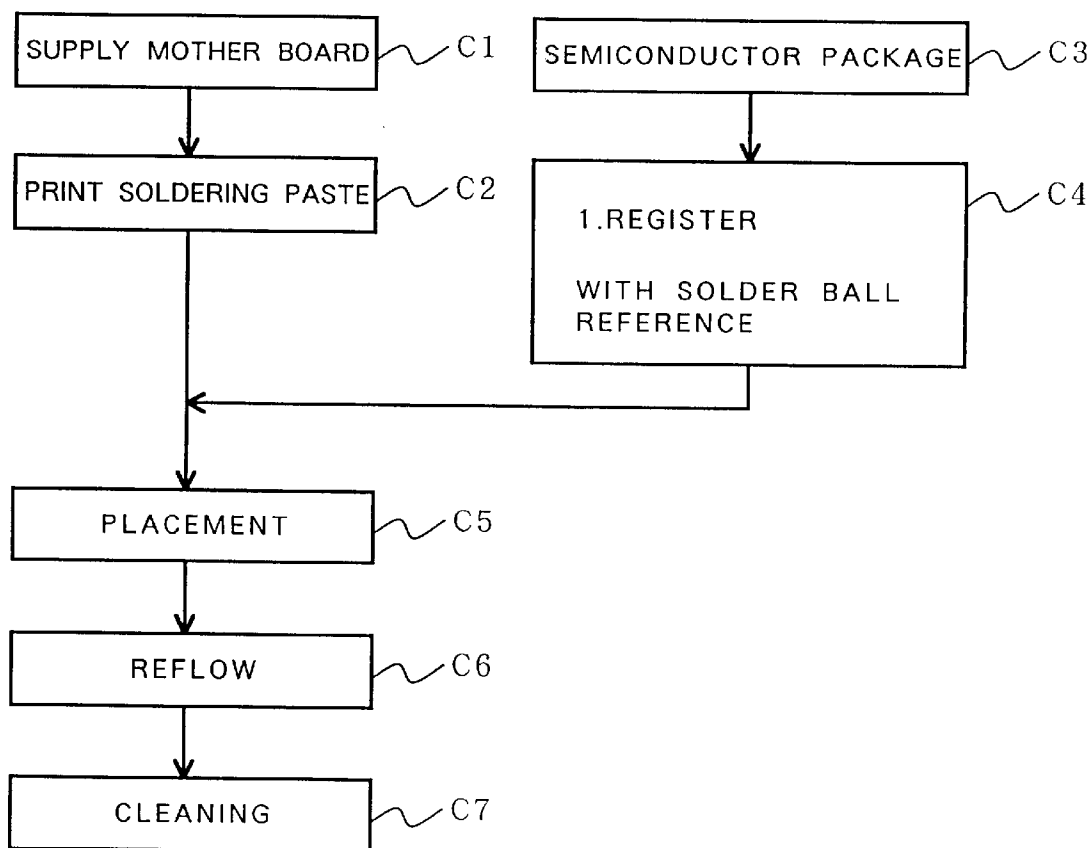 SUPPLY MOTHER BOARD
C1
SEMICONDUCTOR PACKAGE
C3
PRINT SOLDERING PASTE
C2
1.REGISTER
WITH SOLDER BALL
REFERENCE
C4
PLACEMENT
C5
REFLOW
C6
CLEANING
C7